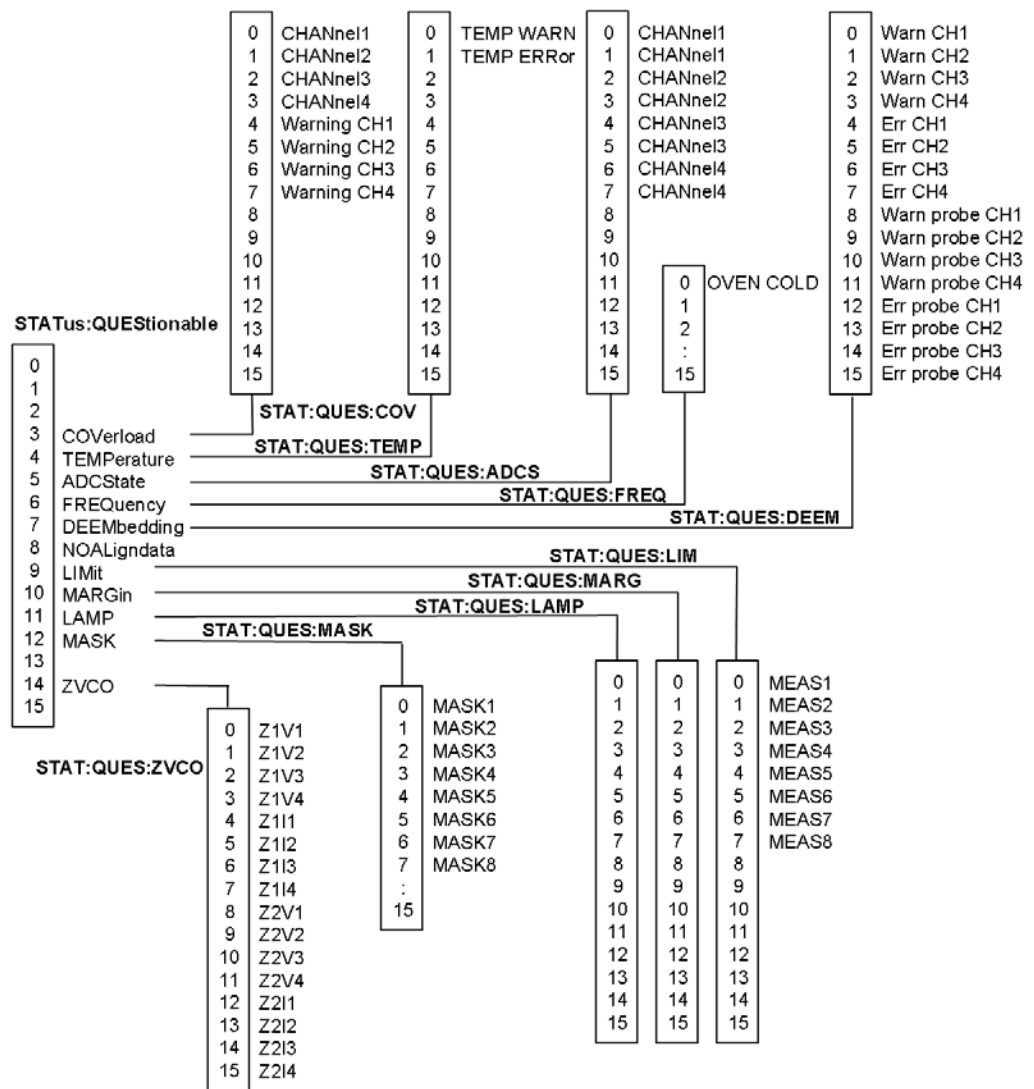 0 CHANnel1
1 CHANnel2
2 CHANnel3
3 CHANnel4
4 Warning CH1
5 Warning CH2
6 Warning CH3
7 Warning CH4
8
9
10
11
12
13
14
15
0 TEMP WARN
1 TEMP ERRor
2
3
4
5
6
7
8
9
10
11
12
13
14
15
0 CHANnel1
1 CHANnel1
2 CHANnel2
3 CHANnel2
4 CHANnel3
5 CHANnel3
6 CHANnel4
7 CHANnel4
8
9
10
11
12
13
14
15
0 OVEN COLD
1
2
:
15
0 Warn CH1
1 Warn CH2
2 Warn CH3
3 Warn CH4
4 Err CH1
5 Err CH2
6 Err CH3
7 Err CH4
8 Warn probe CH1
9 Warn probe CH2
10 Warn probe CH3
11 Warn probe CH4
12 Err probe CH1
13 Err probe CH2
14 Err probe CH3
15 Err probe CH4
STATus:QUEStionable
0
1
2
3 COVerload
4 TEMPerature
5 ADCState
6 FREQuency
7 DEEMbedding
8 NOALigndata
9 LIMit
10 MARGin
11 LAMP
12 MASK
13
14 ZVCO
15
STAT:QUES:COV
STAT:QUES:TEMP
STAT:QUES:ADCS
STAT:QUES:FREQ
STAT:QUES:DEEM
STAT:QUES:LIM
STAT:QUES:MARG
STAT:QUES:LAMP
STAT:QUES:MASK
STAT:QUES:ZVCO
0 Z1V1
1 Z1V2
2 Z1V3
3 Z1V4
4 Z1I1
5 Z1I2
6 Z1I3
7 Z1I4
8 Z2V1
9 Z2V2
10 Z2V3
11 Z2V4
12 Z2I1
13 Z2I2
14 Z2I3
15 Z2I4
0 MASK1
1 MASK2
2 MASK3
3 MASK4
4 MASK5
5 MASK6
6 MASK7
7 MASK8
:
15
0 0 0 MEAS1
1 1 1 MEAS2
2 2 2 MEAS3
3 3 3 MEAS4
4 4 4 MEAS5
5 5 5 MEAS6
6 6 6 MEAS7
7 7 7 MEAS8
8 8 8
9 9 9
10 10 10
11 11 11
12 12 12
13 13 13
14 14 14
15 15 15